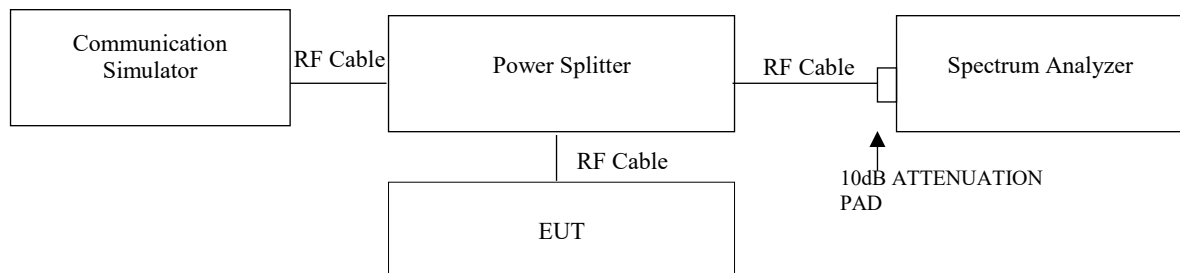 Communication
Simulator
RF Cable
Power Splitter
RF Cable
Spectrum Analyzer
RF Cable
10dB ATTENUATION
PAD
EUT